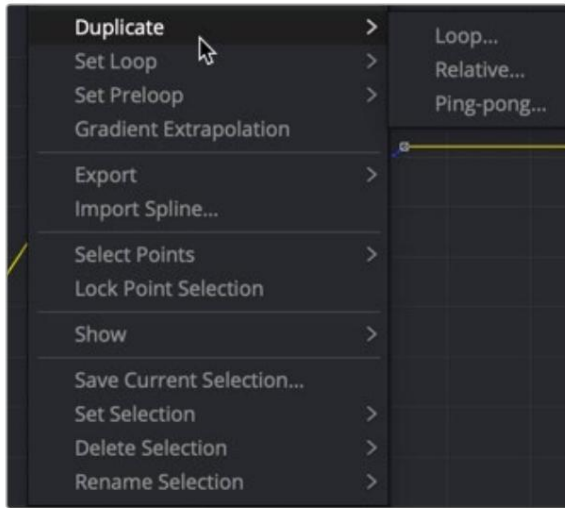 Duplicate
Set Loop
Set Preloop
Gradient Extrapolation
Export
Import Spline...
Select Points
Lock Point Selection
Show
Save Current Selection...
Set Selection
Delete Selection
Rename Selection
Loop...
Relative...
Ping-pong...